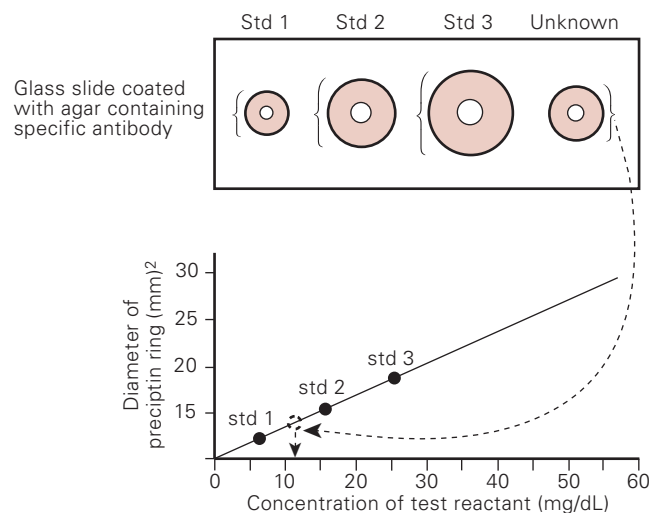 Std 1 Std 2 Std 3 Unknown
Glass slide coated
with agar containing
specific antibody
Diameter of
preciptin ring (mm)2
30
25
20
15
std 1
std 2
std 3
0 10 20 30 40 50 60
Concentration of test reactant (mg/dL)